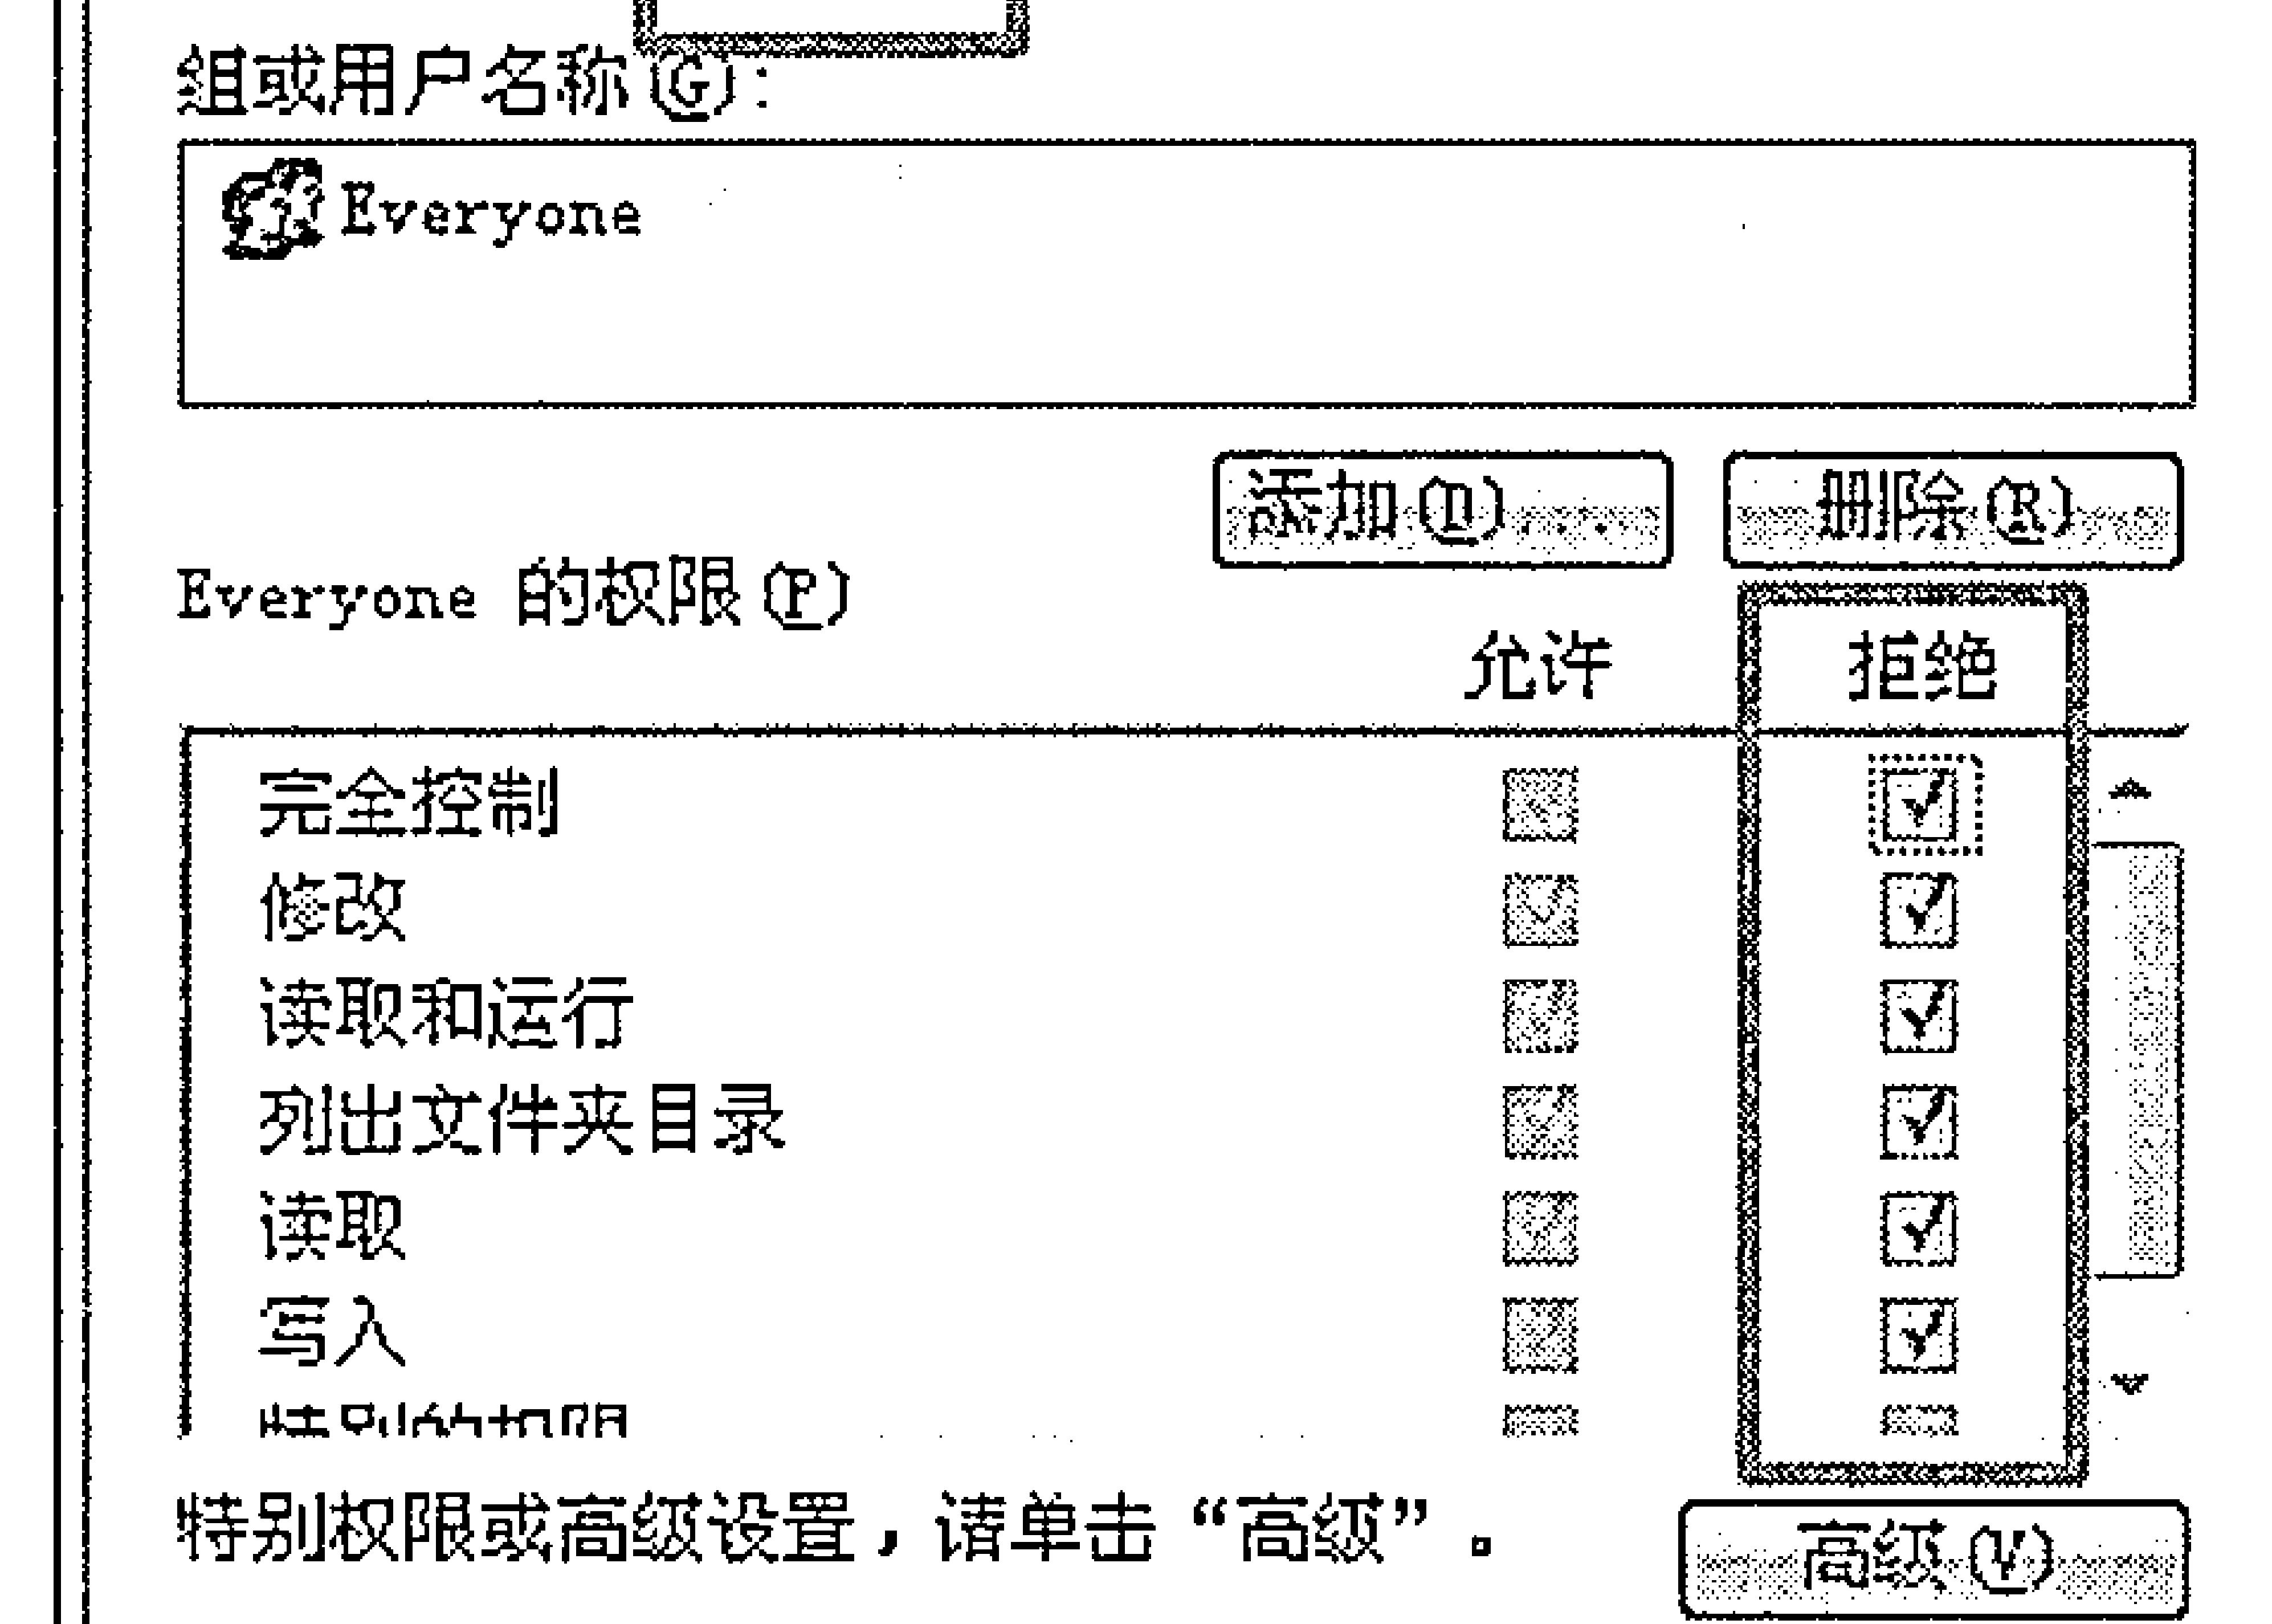 组或用户名称(G):
Everyone
添加(D)... 删除(R)
Everyone 的权限(P)
允许 拒绝
完全控制
修改
读取和运行
列出文件夹目录
读取
写入
特别权限或高级设置，请单击“高级”。
高级(V)